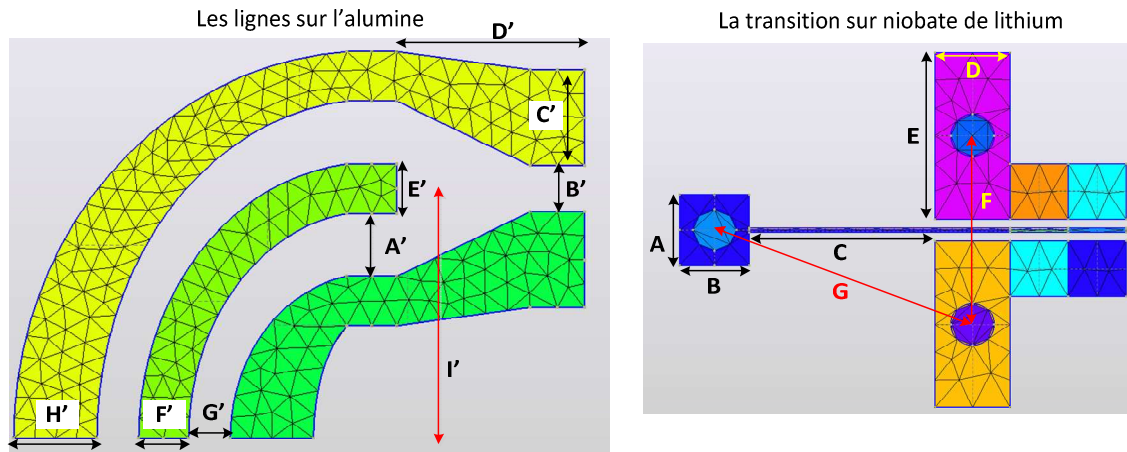 Les lignes sur l’alumine
D’
C’
B’
E’
A’
I’
H’
F’
G’
La transition sur niobate de lithium
D
E
F
A
C
B
G